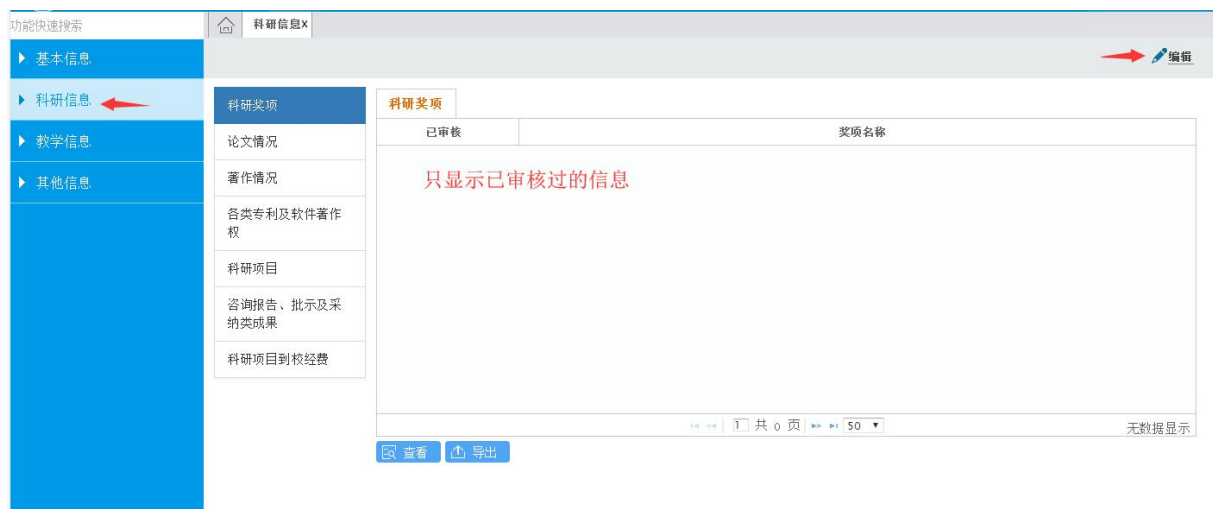 功能快速搜索
科研信息X
基本信息
编辑
科研信息
教学信息
其他信息
科研奖项
论文情况
著作情况
各类专利及软件著作
权
科研项目
咨询报告、批示及采
纳类成果
科研项目到校经费
科研奖项
已审核 奖项名称
只显示已审核过的信息
1 共 0 页 50
无数据显示
查看 导出